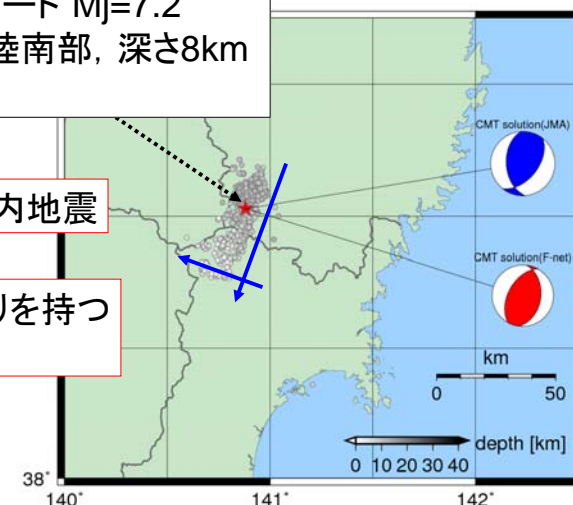 ード Mj=7.2
陸南部, 深さ8km
CMT solution(JMA)
内地震
CMT solution(F-net)
りを持つ
km
0 50
depth [km]
0 10 20 30 40
38°
140° 141° 142°